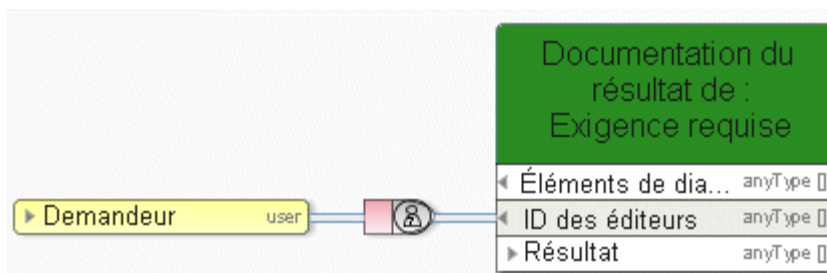 Documentation du
résultat de :
Exigence requise
Éléments de dia... anyType []
Demandeur user
ID des éditeurs anyType []
Résultat anyType []